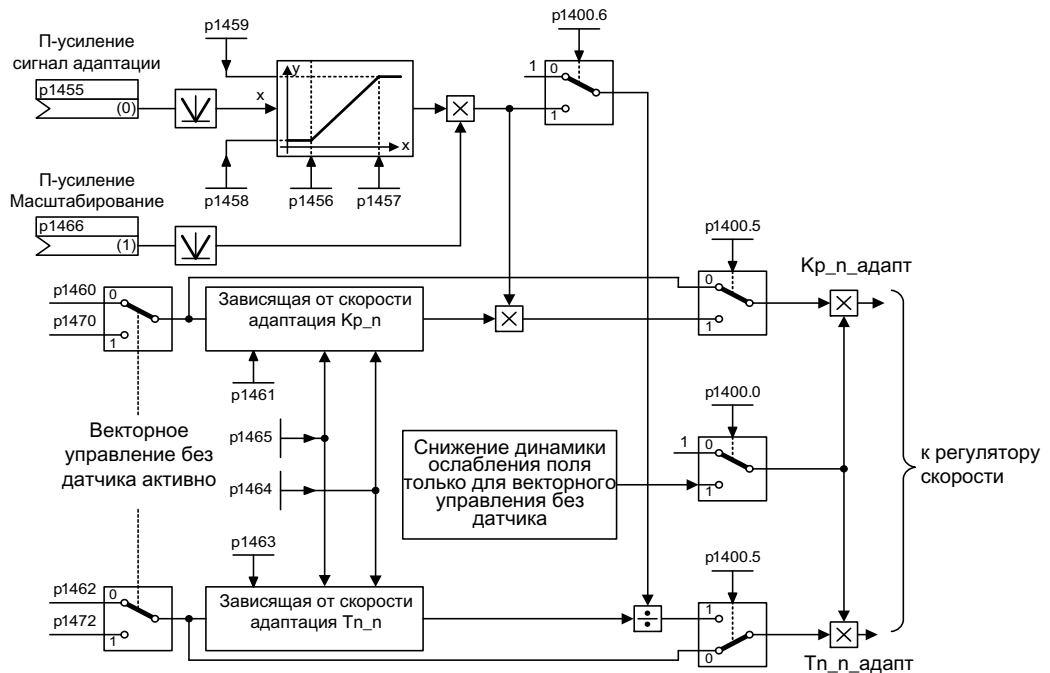 p1459
p1400.6
П-усиление
сигнал адаптации
p1455
(0)
x
y
x
1
0
1
p1458
p1456
p1457
П-усиление
Масштабирование
p1466
(1)
p1400.5
Kp_n_адапт
p1460
0
p1470
1
Зависящая от скорости
адаптация Kp_n
0
1
p1461
p1400.0
Векторное
управление без
датчика активно
p1465
p1464
Снижение динамики
ослабления поля
только для векторного
управления без
датчика
1
0
1
к регулятору
скорости
p1463
p1400.5
p1462
0
p1472
1
Зависящая от скорости
адаптация Tn_n
1
0
Tn_n_адапт